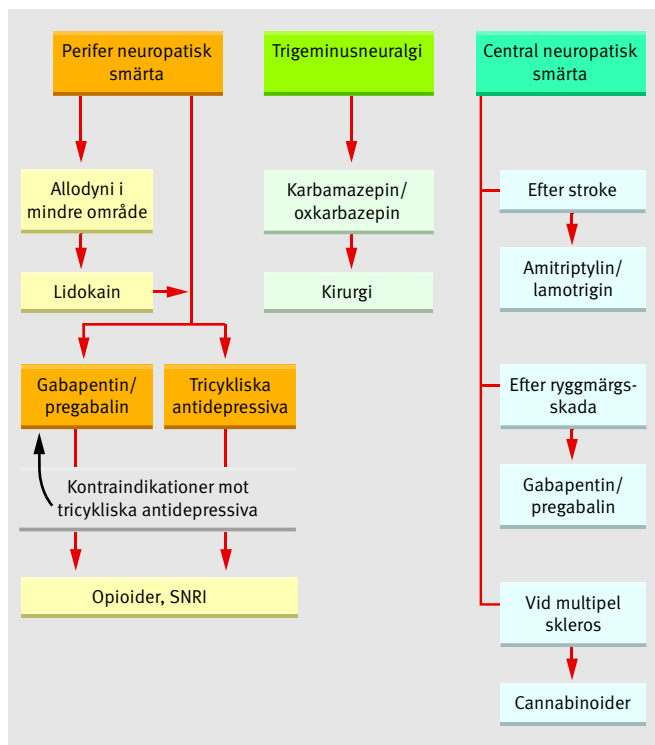 Perifer neuropatisk
smärta
Allodyni i
mindre område
Lidokain
Gabapentin/
pregabalin
Tricykliska
antidepressiva
Kontraindikationer mot
tricykliska antidepressiva
Opioider, SNRI
Trigeminusneuralgi
Karbamazepin/
oxkarbazepin
Kirurgi
Central neuropatisk
smärta
Efter stroke
Amitriptylin/
lamotrigin
Efter ryggmärgs-
skada
Gabapentin/
pregabalin
Vid multipel
skleros
Cannabinoider